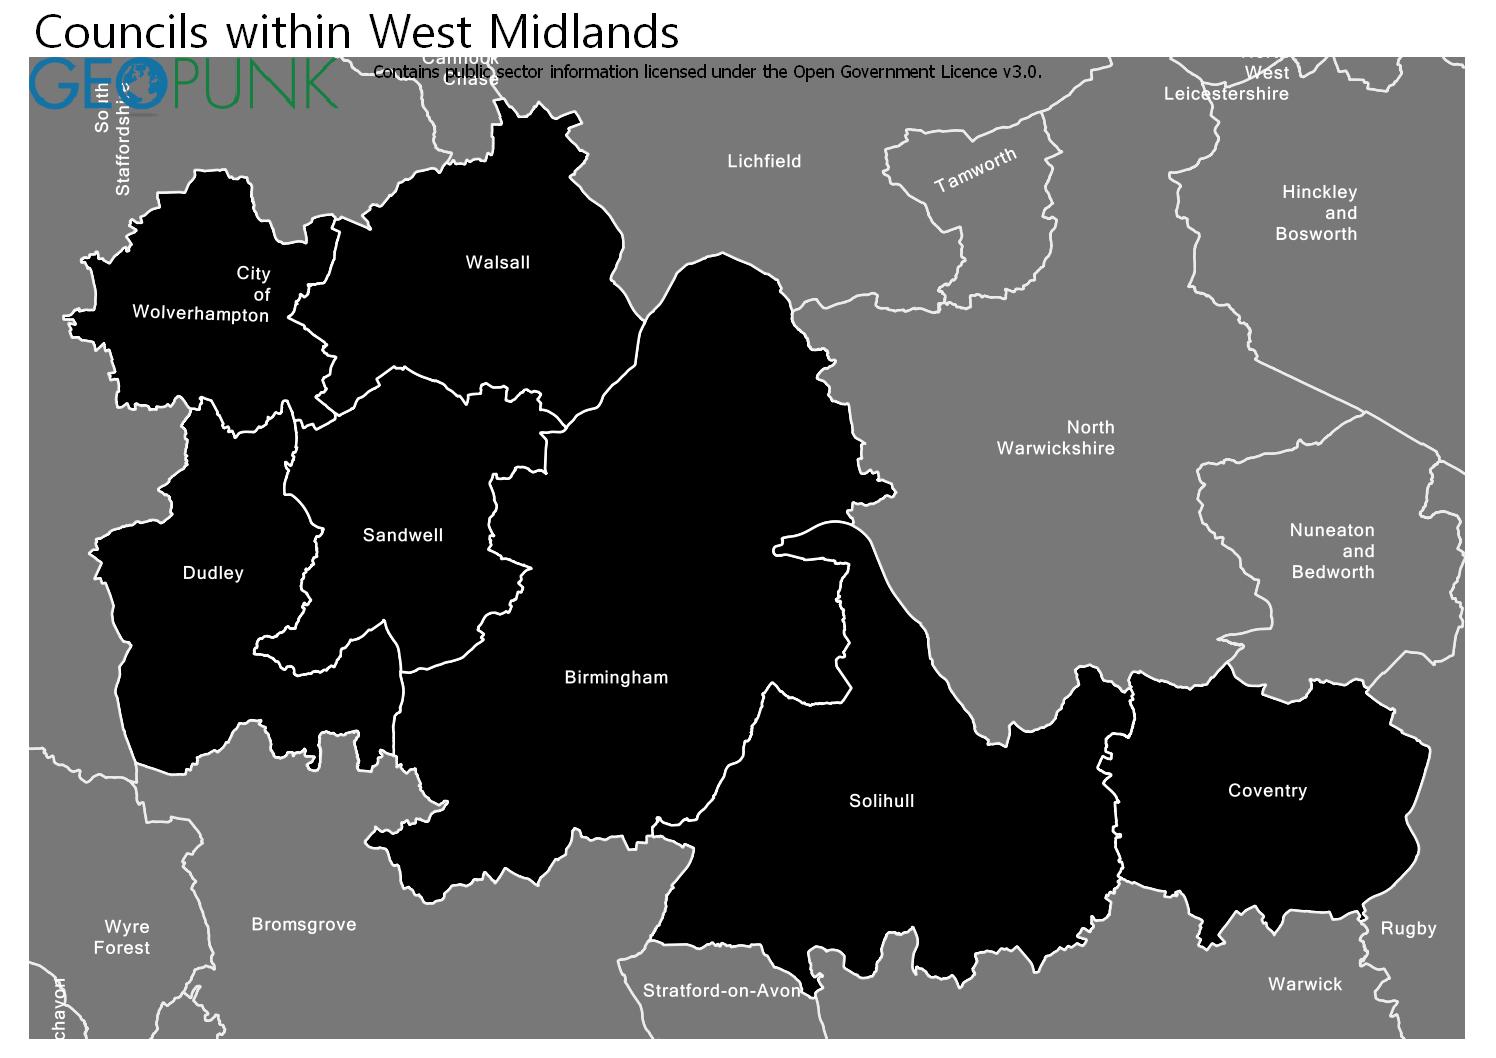 Councils within West Midlands
GEOPUNK
Contains public sector information licensed under the Open Government Licence v3.0.
Cannock
Chase
South
Staffordshire
West
Leicestershire
Lichfield
Tamworth
Hinckley
and
Bosworth
City
of
Wolverhampton
Walsall
North
Warwickshire
Sandwell
Dudley
Nuneaton
and
Bedworth
Birmingham
Solihull
Coventry
Wyre
Forest
Bromsgrove
Rugby
Stratford-on-Avon
Warwick